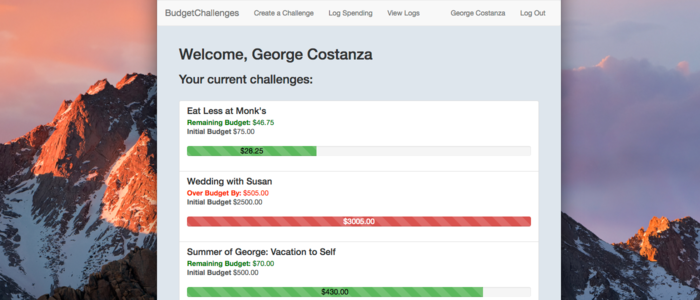 BudgetChallenges Create a Challenge Log Spending View Logs George Costanza Log Out
Welcome, George Costanza
Your current challenges:
Eat Less at Monk's
Remaining Budget: $46.75
Initial Budget $75.00
$28.25
Wedding with Susan
Over Budget By: $505.00
Initial Budget $2500.00
$3005.00
Summer of George: Vacation to Self
Remaining Budget: $70.00
Initial Budget $500.00
$430.00